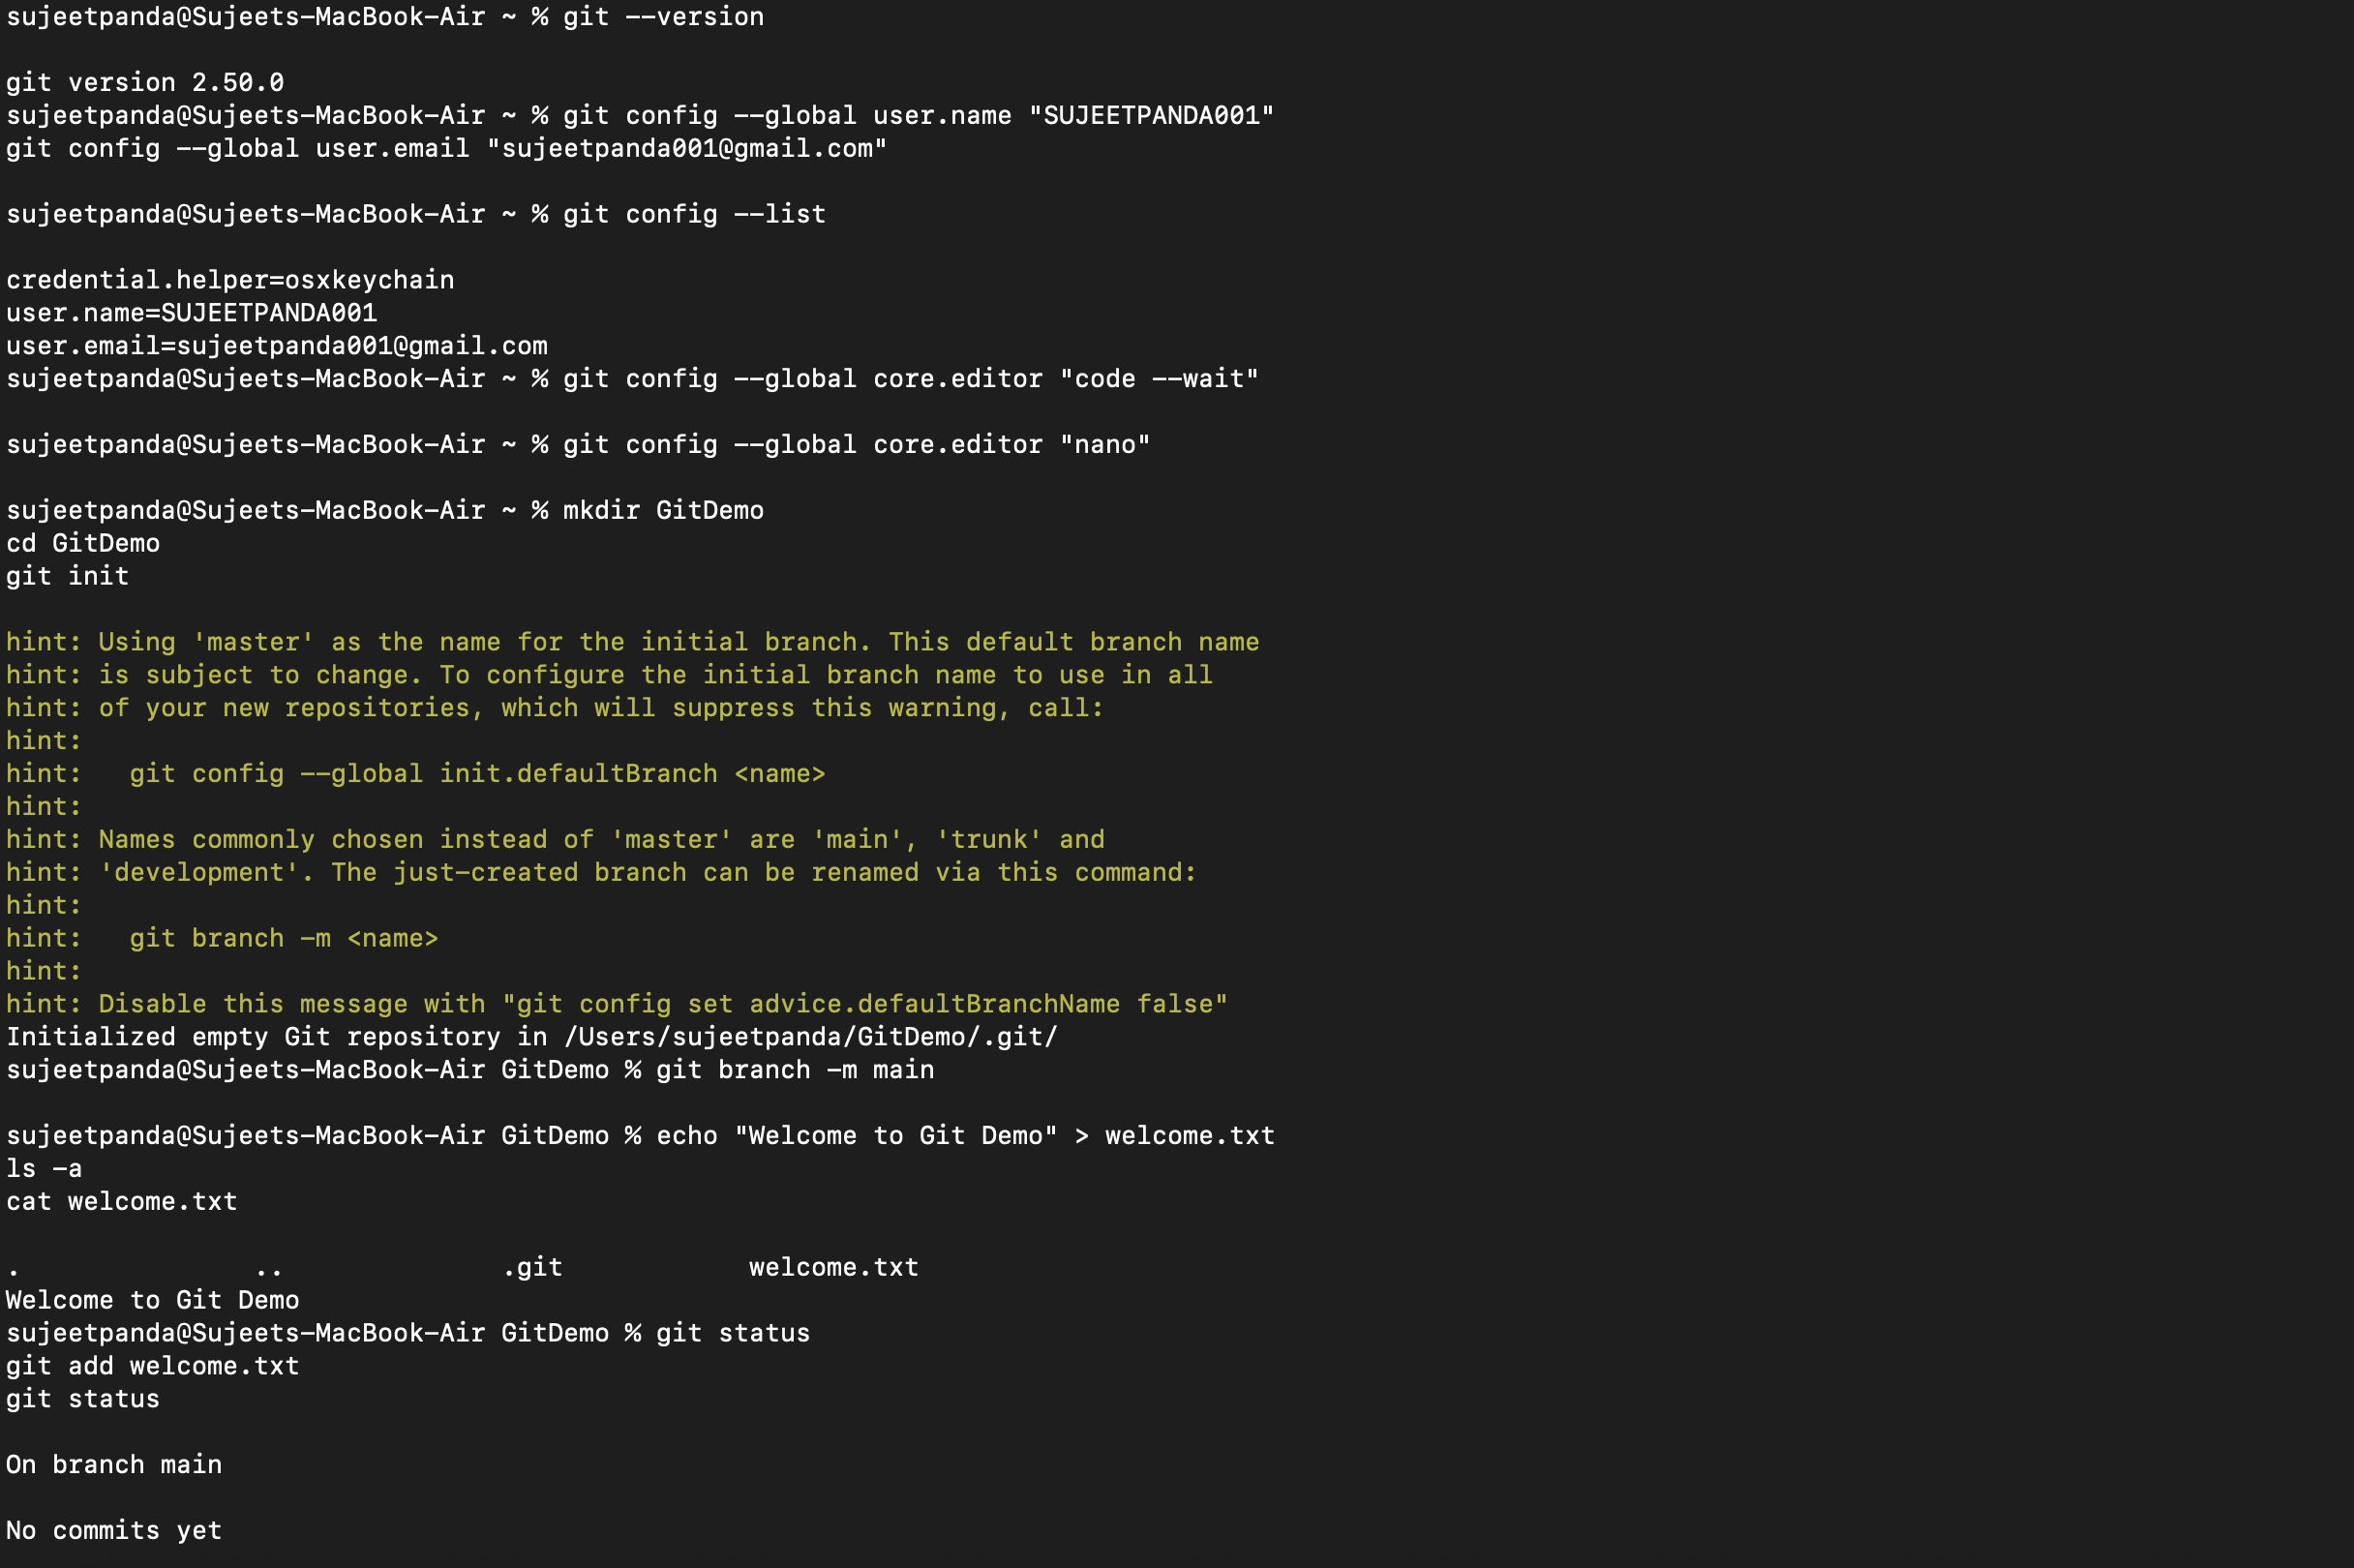 sujeetpanda@Sujeets-MacBook-Air ~ % git --version
git version 2.50.0
sujeetpanda@Sujeets-MacBook-Air ~ % git config --global user.name "SUJEETPANDA001"
git config --global user.email "sujeetpanda001@gmail.com"
sujeetpanda@Sujeets-MacBook-Air ~ % git config --list
credential.helper=osxkeychain
user.name=SUJEETPANDA001
user.email=sujeetpanda001@gmail.com
sujeetpanda@Sujeets-MacBook-Air ~ % git config --global core.editor "code --wait"
sujeetpanda@Sujeets-MacBook-Air ~ % git config --global core.editor "nano"
sujeetpanda@Sujeets-MacBook-Air ~ % mkdir GitDemo
cd GitDemo
git init
hint: Using 'master' as the name for the initial branch. This default branch name
hint: is subject to change. To configure the initial branch name to use in all
hint: of your new repositories, which will suppress this warning, call:
hint:
hint:   git config --global init.defaultBranch <name>
hint:
hint: Names commonly chosen instead of 'master' are 'main', 'trunk' and
hint: 'development'. The just-created branch can be renamed via this command:
hint:
hint:   git branch -m <name>
hint:
hint: Disable this message with "git config set advice.defaultBranchName false"
Initialized empty Git repository in /Users/sujeetpanda/GitDemo/.git/
sujeetpanda@Sujeets-MacBook-Air GitDemo % git branch -m main
sujeetpanda@Sujeets-MacBook-Air GitDemo % echo "Welcome to Git Demo" > welcome.txt
ls -a
cat welcome.txt
.               ..              .git            welcome.txt
Welcome to Git Demo
sujeetpanda@Sujeets-MacBook-Air GitDemo % git status
git add welcome.txt
git status
On branch main
No commits yet